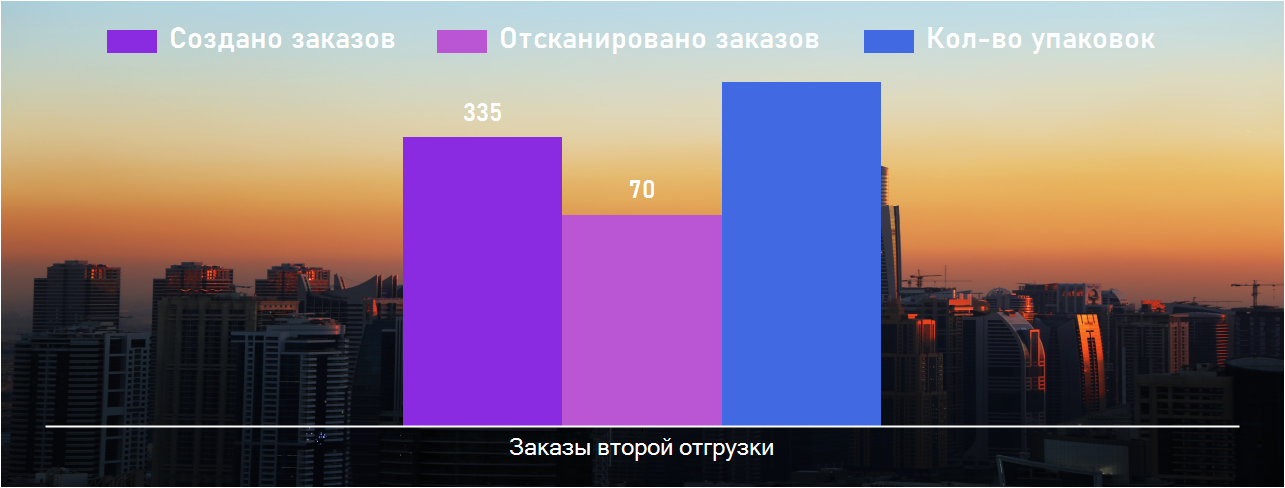 Создано заказов Отсканировано заказов Кол-во упаковок
335
70
Заказы второй отгрузки